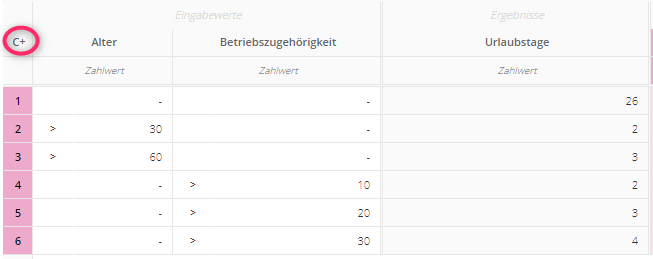 Eingabewerte Ergebnisse
C+ Alter Betriebszugehörigkeit Urlaubstage
Zahlwert Zahlwert Zahlwert
1 - - 26
2 > 30 - 2
3 > 60 - 3
4 - > 10 2
5 - > 20 3
6 - > 30 4